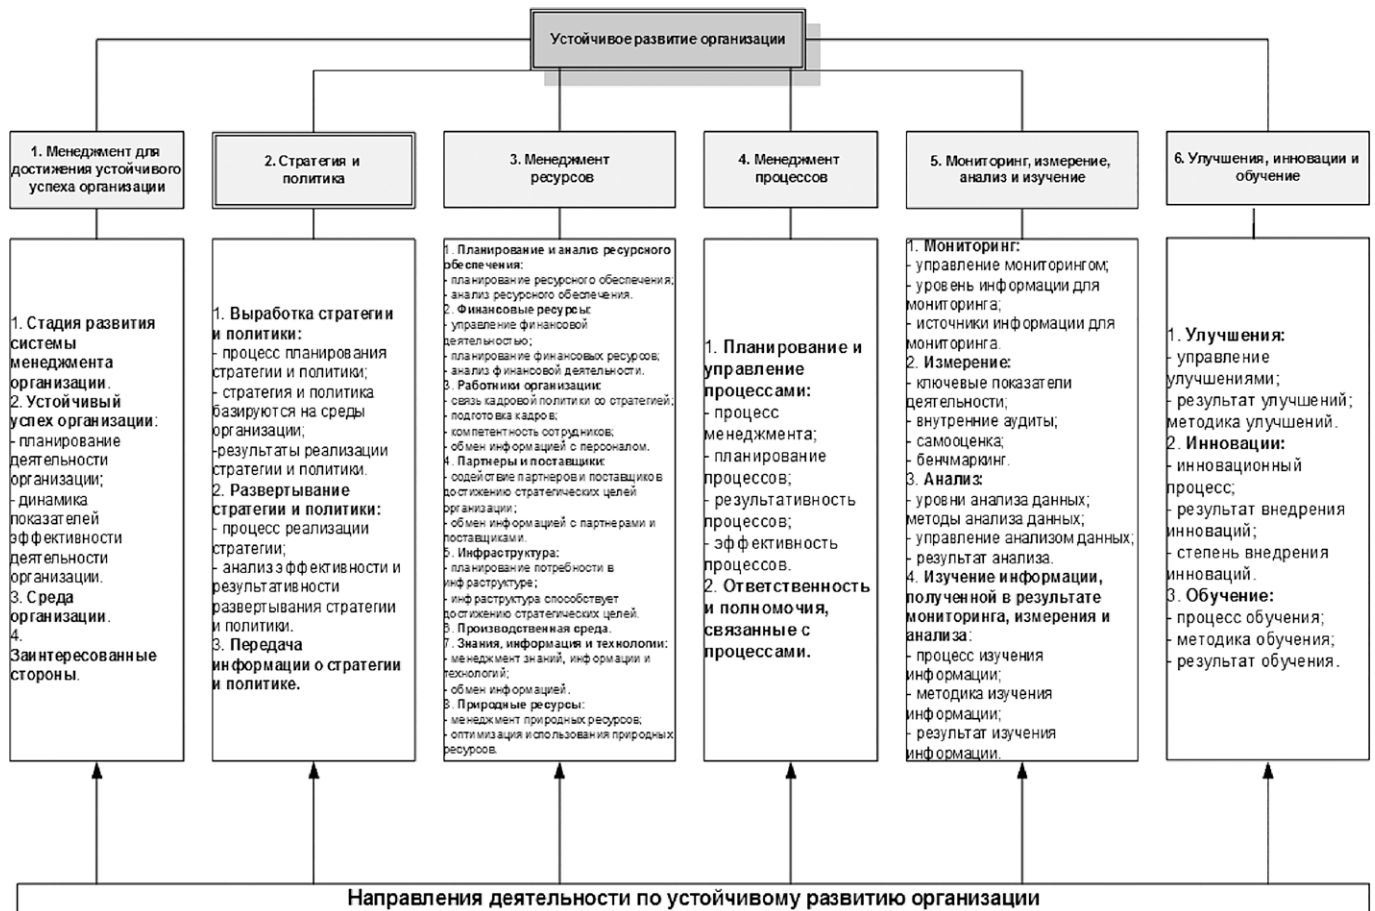 Устойчивое развитие организации
1. Менеджмент для
достижения устойчивого
успеха организации
2. Стратегия и
политика
3. Менеджмент
ресурсов
4. Менеджмент
процессов
5. Мониторинг, измерение,
анализ и изучение
6. Улучшения, инновации и
обучение
1. Стадия развития
системы
менеджмента
организации.
2. Устойчивый
успех организации:
- планирование
деятельности
организации;
- динамика
показателей
эффективности
деятельности
организации.
3. Среда
организации.
4.
Заинтересованные
стороны.
1. Выработка стратегии
и политики:
- процесс планирования
стратегии и политики;
- стратегия и политика
базируются на среды
организации;
-результаты реализации
стратегии и политики.
2. Развертывание
стратегии и политики:
- процесс реализации
стратегии;
- анализ эффективности и
результативности
развертывания стратегии
и политики.
3. Передача
информации о стратегии
и политике.
1. Планирование и анализ ресурсного
обеспечения:
- планирование ресурсного обеспечения;
- анализ ресурсного обеспечения.
2. Финансовые ресурсы:
- управление финансовой
деятельностью;
- планирование финансовых ресурсов;
- анализ финансовой деятельности.
3. Работники организации:
- связь кадровой политики со стратегией;
- подготовка кадров;
- компетентность сотрудников;
- обмен информацией с персоналом.
4. Партнеры и поставщики:
- содействие партнеров и поставщиков в
достижению стратегических целей
организации;
- обмен информацией с партнерами и
поставщиками.
5. Инфраструктура:
- планирование потребности в
инфраструктуре;
- инфраструктура способствует
достижению стратегических целей.
6. Производственная среда.
7. Знания, информация и технологии:
- менеджмент знаний, информации и
технологий;
- обмен информацией.
8. Природные ресурсы:
- менеджмент природных ресурсов;
- оптимизация использования природных
ресурсов.
1. Планирование и
управление
процессами:
- процесс
менеджмента;
- планирование
процессов;
- результативность
процессов;
- эффективность
процессов.
2. Ответственность
и полномочия,
связанные с
процессами.
1. Мониторинг:
- управление мониторингом;
- уровень информации для
мониторинга;
- источники информации для
мониторинга.
2. Измерение:
- ключевые показатели
деятельности;
- внутренние аудиты;
- самооценка;
- бенчмаркинг.
3. Анализ:
- уровни анализа данных;
методы анализа данных;
- управление анализом данных;
- результат анализа.
4. Изучение информации,
полученной в результате
мониторинга, измерения и
анализа:
- процесс изучения
информации;
- методика изучения
информации;
- результат изучения
информации.
1. Улучшения:
- управление
улучшениями;
- результат улучшений;
методика улучшений.
2. Инновации:
- инновационный
процесс;
- результат внедрения
инноваций;
- степень внедрения
инноваций.
3. Обучение:
- процесс обучения;
- методика обучения;
- результат обучения.
Направления деятельности по устойчивому развитию организации